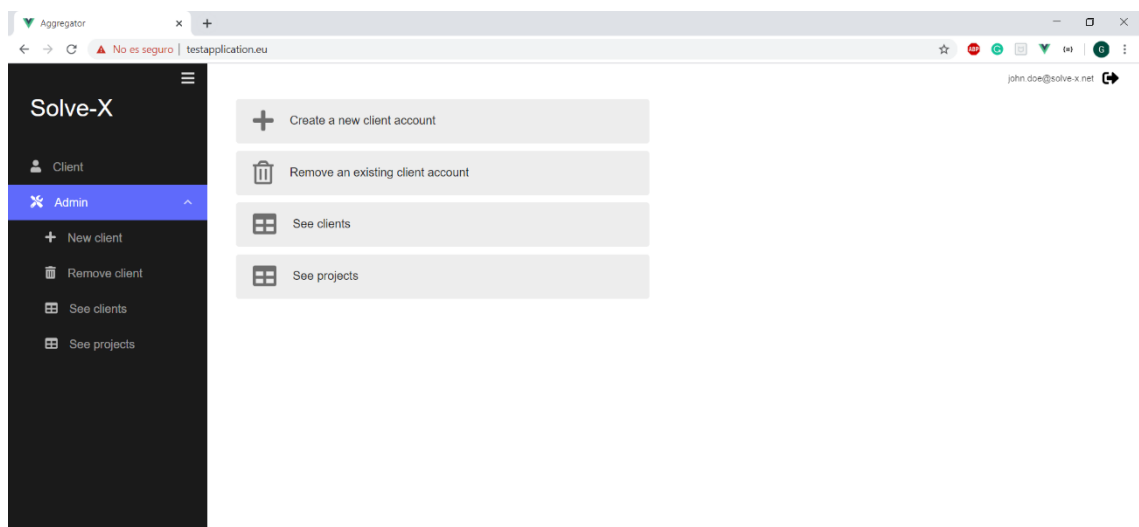 Aggregator
No es seguro | testapplication.eu
ABP
G
{=}
G
john.doe@solve-x.net
Solve-X
Client
Admin
New client
Remove client
See clients
See projects
Create a new client account
Remove an existing client account
See clients
See projects